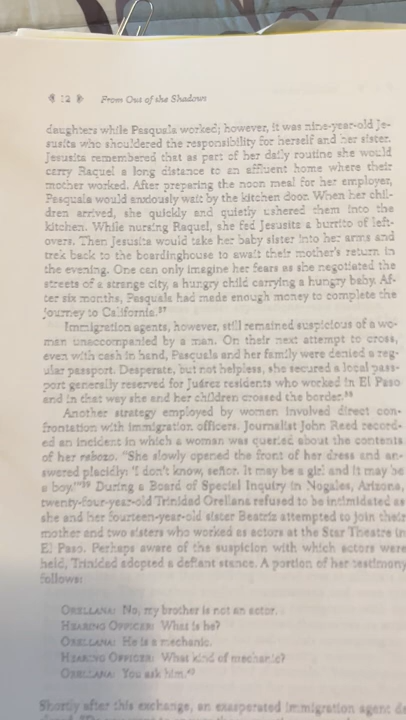 12 From Out of the Shadows
daughters while Pasquala worked; however, it was nine-year-old Je-
susita who shouldered the responsibility for herself and her sister.
Jesusita remembered that as part of her daily routine she would
carry Raquel a long distance to an affluent home where their
mother worked. After preparing the noon meal for her employer,
Pasquala would anxiously wait by the kitchen door. When her chil-
dren arrived, she quickly and quietly ushered them into the
kitchen. While nursing Raquel, she fed Jesusita a burrito of left-
overs. Then Jesusita would take her baby sister into her arms and
trek back to the boardinghouse to await their mother's return in
the evening. One can only imagine her fears as she negotiated the
streets of a strange city, a hungry child carrying a hungry baby. Af-
ter six months, Pasquala had made enough money to complete the
journey to California.³⁷
Immigration agents, however, still remained suspicious of a wo-
man unaccompanied by a man. On their next attempt to cross,
even with cash in hand, Pasquala and her family were denied a reg-
ular passport. Desperate, but not helpless, she secured a local pass-
port generally reserved for Juárez residents who worked in El Paso
and in that way she and her children crossed the border.³⁸
Another strategy employed by women involved direct con-
frontation with immigration officers. Journalist John Reed record-
ed an incident in which a woman was queried about the contents
of her rebozo. "She slowly opened the front of her dress and an-
swered placidly: 'I don't know, señor. It may be a girl and it may be
a boy.'"³⁹ During a Board of Special Inquiry in Nogales, Arizona,
twenty-four-year-old Trinidad Orellana refused to be intimidated as
she and her fourteen-year-old sister Beatriz attempted to join their
mother and two sisters who worked as actors at the Star Theatre in
El Paso. Perhaps aware of the suspicion with which actors were
held, Trinidad adopted a defiant stance. A portion of her testimony
follows:
ORELLANA: No, my brother is not an actor.
HEARING OFFICER: What is he?
ORELLANA: He is a mechanic.
HEARING OFFICER: What kind of mechanic?
ORELLANA: You ask him.⁴⁰
Shortly after this exchange, an exasperated immigration agent